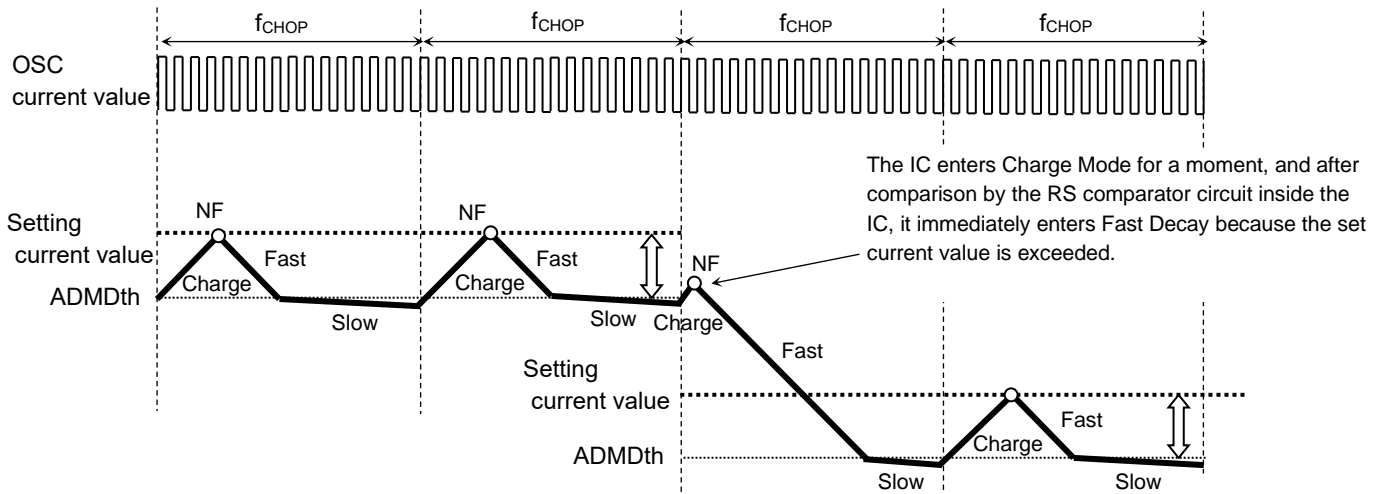 fCHOP fCHOP fCHOP fCHOP
OSC
current value
The IC enters Charge Mode for a moment, and after
comparison by the RS comparator circuit inside the
IC, it immediately enters Fast Decay because the set
current value is exceeded.
Setting
current value
NF
NF
NF
Fast
Fast
ADMDth
Charge
Charge
Slow
Slow
Charge
Fast
Setting
current value
Fast
Charge
ADMDth
Slow
Slow